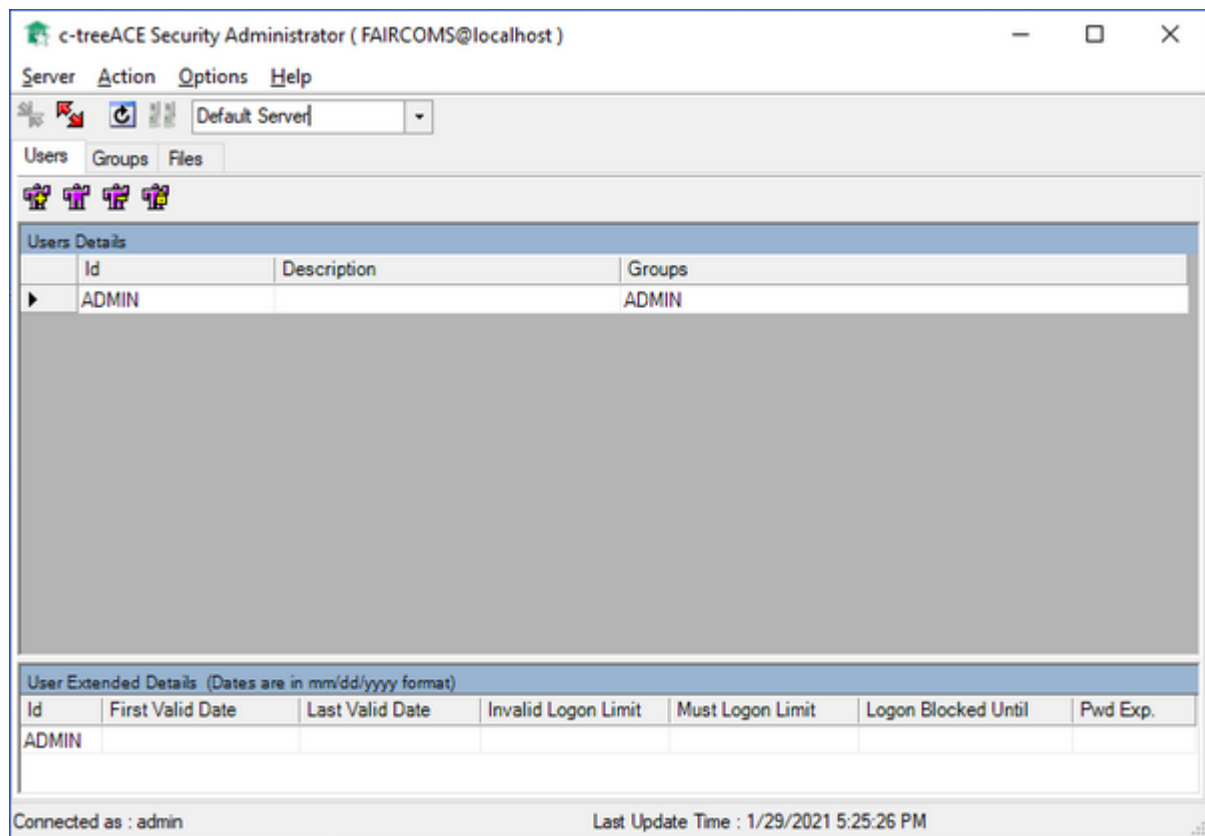 c-treeACE Security Administrator ( FAIRCOMS@localhost )
Server Action Options Help
Default Server
Users Groups Files
Users Details
Id Description Groups
ADMIN ADMIN
User Extended Details (Dates are in mm/dd/yyyy format)
Id First Valid Date Last Valid Date Invalid Logon Limit Must Logon Limit Logon Blocked Until Pwd Exp.
ADMIN
Connected as : admin Last Update Time : 1/29/2021 5:25:26 PM